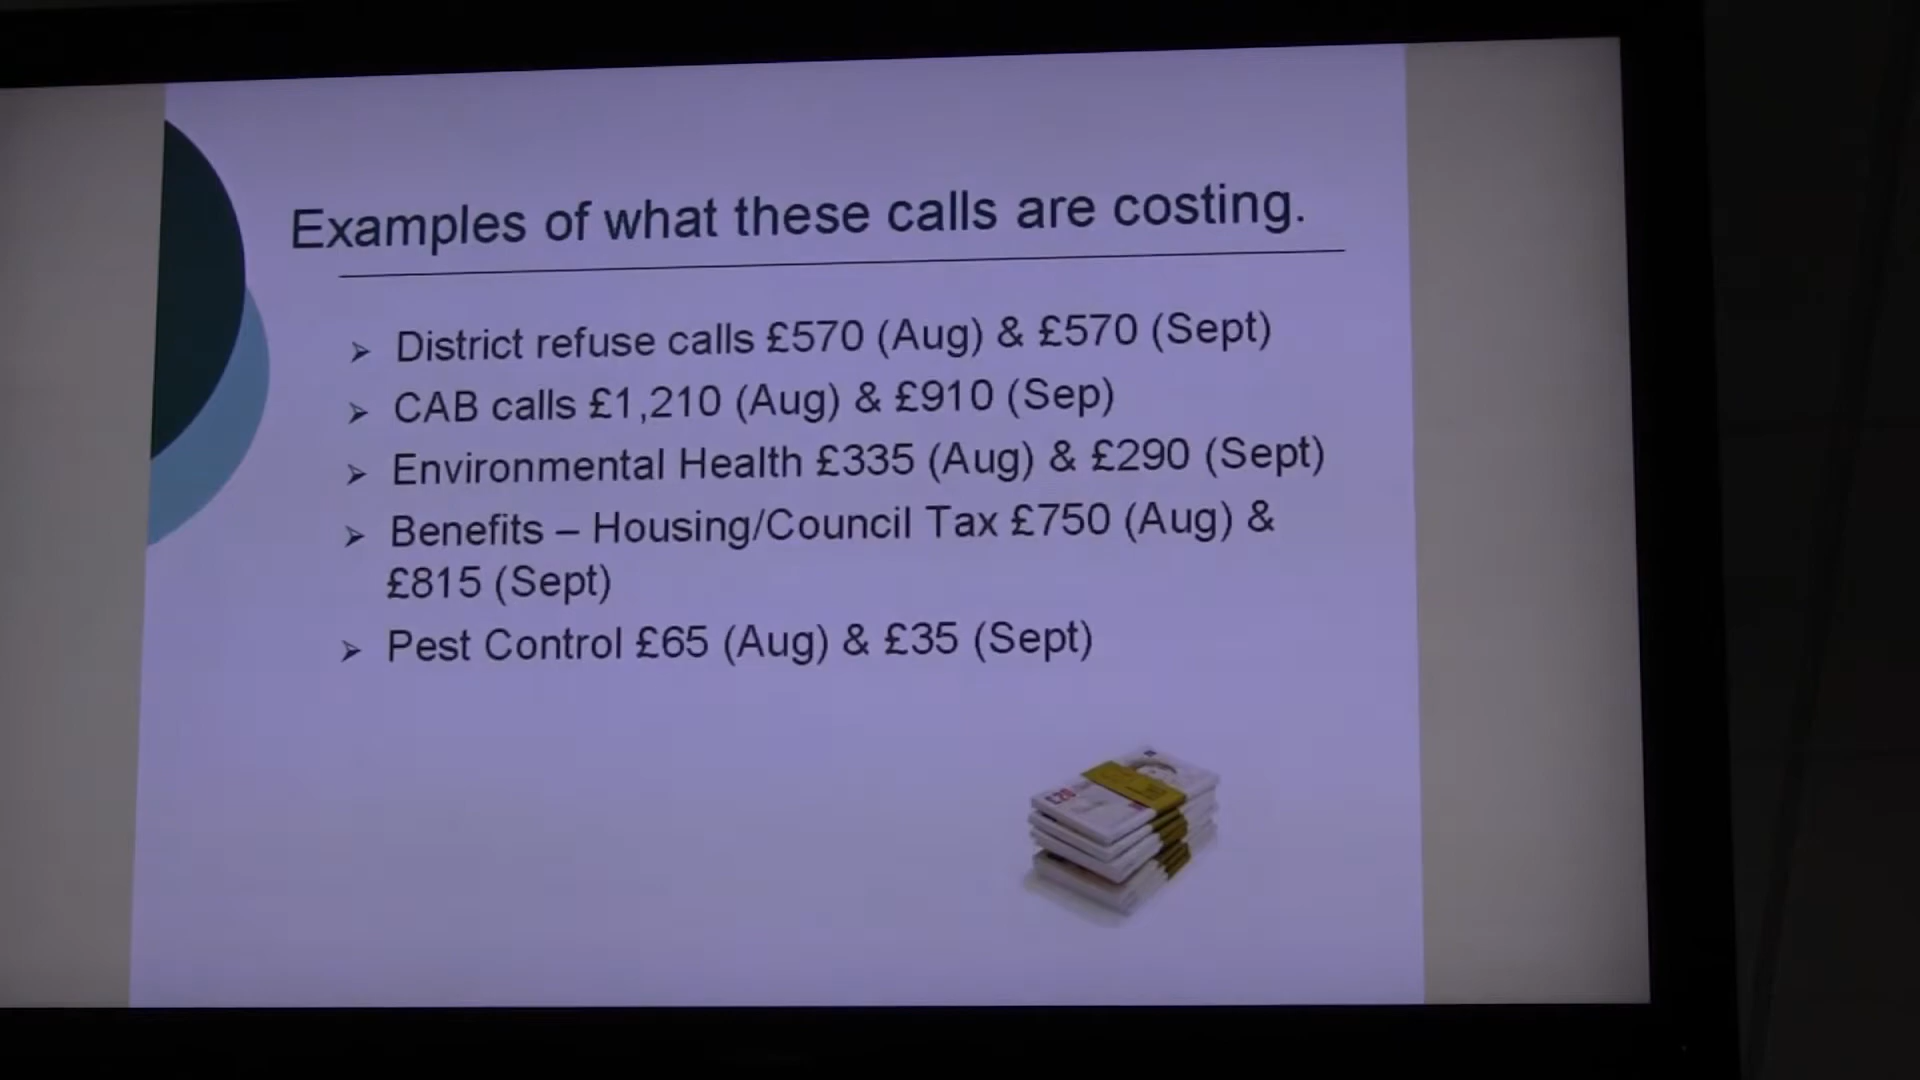 Examples of what these calls are costing.
➢ District refuse calls £570 (Aug) & £570 (Sept)
➢ CAB calls £1,210 (Aug) & £910 (Sep)
➢ Environmental Health £335 (Aug) & £290 (Sept)
➢ Benefits – Housing/Council Tax £750 (Aug) &
£815 (Sept)
➢ Pest Control £65 (Aug) & £35 (Sept)
£20